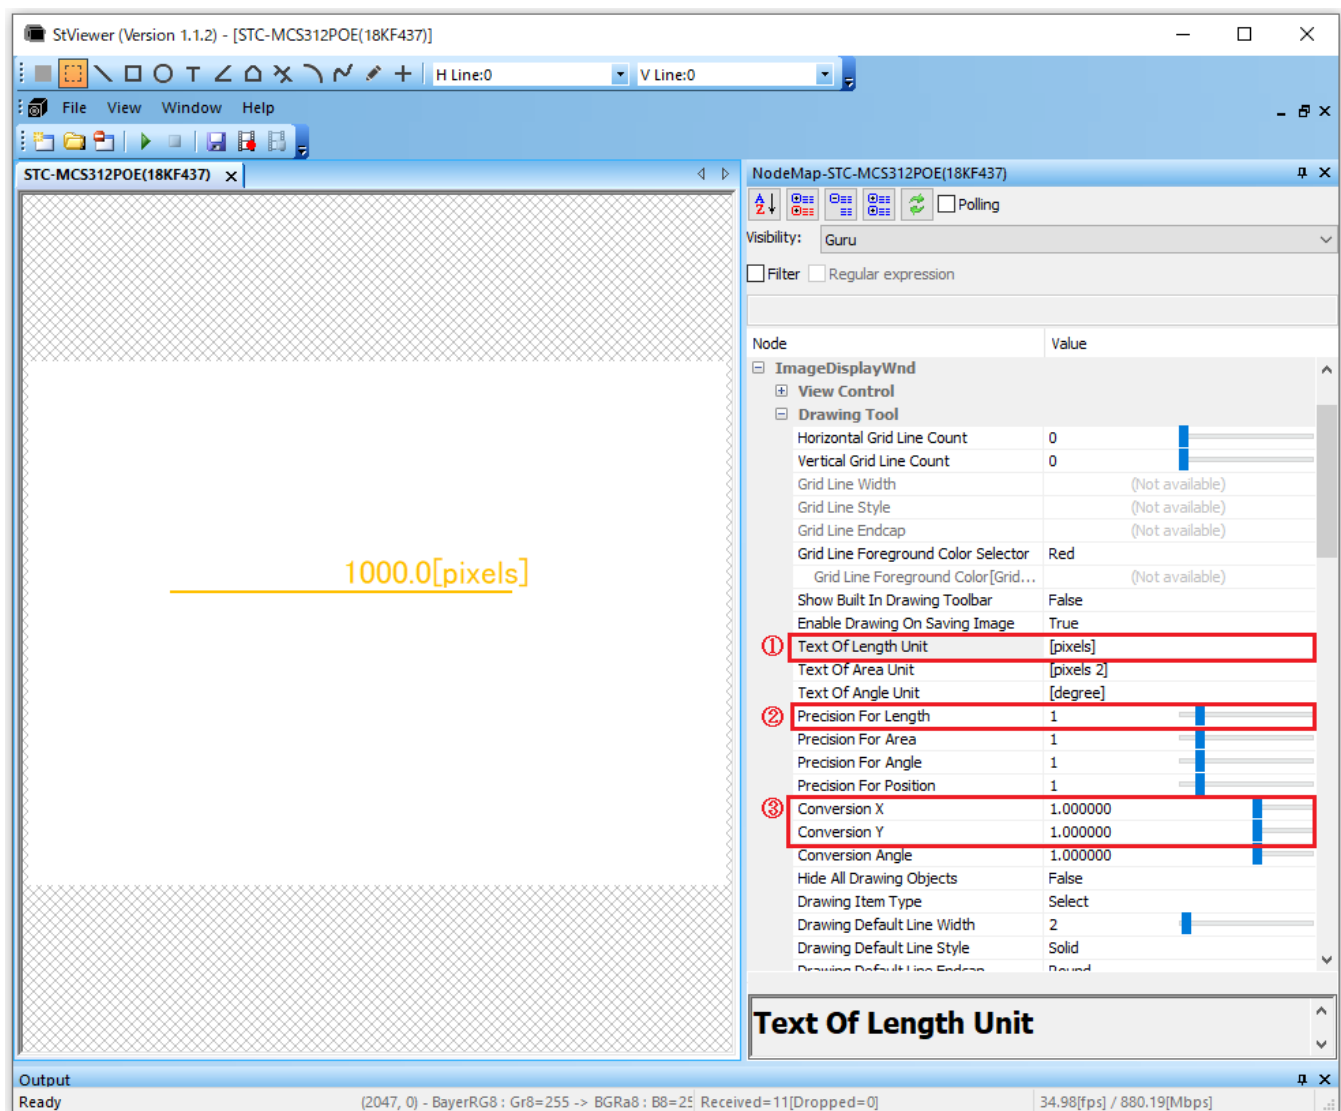 StViewer (Version 1.1.2) - [STC-MCS312POE(18KF437)]
H Line:0
V Line:0
File View Window Help
STC-MCS312POE(18KF437)
1000.0[pixels]
NodeMap-STC-MCS312POE(18KF437)
Polling
Visibility: Guru
Filter Regular expression
Node Value
ImageDisplayWnd
View Control
Drawing Tool
Horizontal Grid Line Count 0
Vertical Grid Line Count 0
Grid Line Width (Not available)
Grid Line Style (Not available)
Grid Line Endcap (Not available)
Grid Line Foreground Color Selector Red
Grid Line Foreground Color[Grid... (Not available)
Show Built In Drawing Toolbar False
Enable Drawing On Saving Image True
① Text Of Length Unit [pixels]
Text Of Area Unit [pixels 2]
Text Of Angle Unit [degree]
② Precision For Length 1
Precision For Area 1
Precision For Angle 1
Precision For Position 1
③ Conversion X 1.000000
Conversion Y 1.000000
Conversion Angle 1.000000
Hide All Drawing Objects False
Drawing Item Type Select
Drawing Default Line Width 2
Drawing Default Line Style Solid
Drawing Default Line Endcap Round
Text Of Length Unit
Output
Ready (2047, 0) - BayerRG8 : Gr8=255 -> BGRa8 : B8=25 Received=11[Dropped=0] 34.98[fps] / 880.19[Mbps]